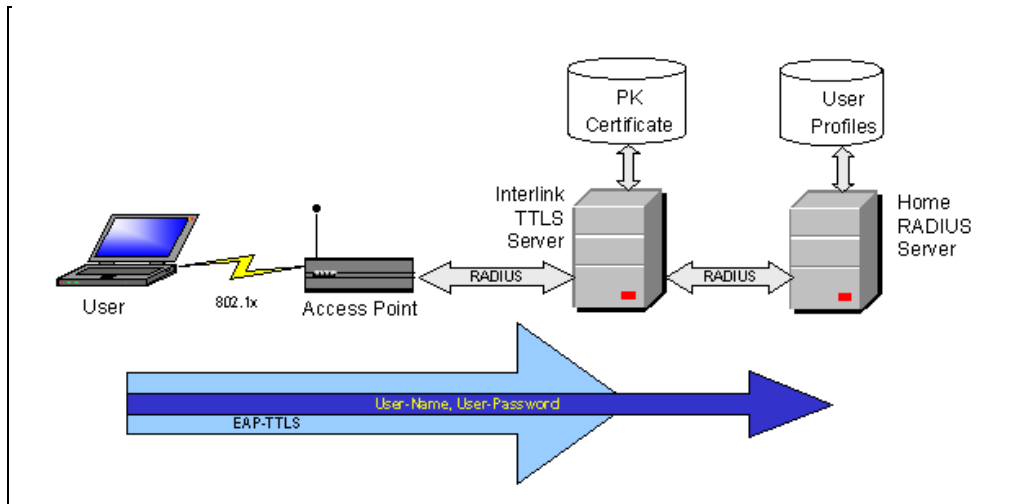 PK
Certificate
User
Profiles
Interlink
TTLS
Server
Home
RADIUS
Server
RADIUS
RADIUS
802.1x
User
Access Point
User-Name, User-Password
EAP-TTLS